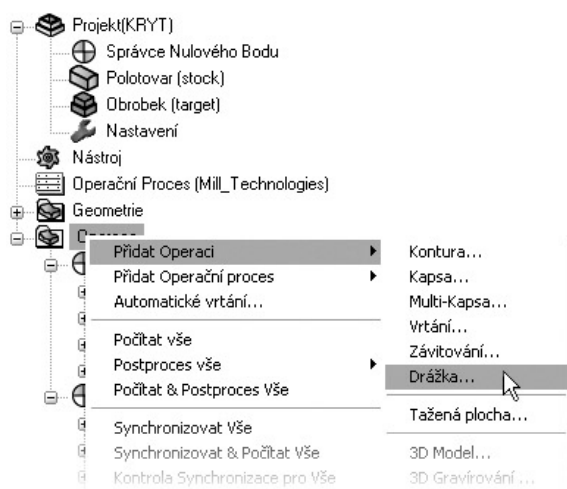 Projekt(KRYT)
Správce Nulového Bodu
Polotovar (stock)
Obrobek (target)
Nastavení
Nástroj
Operační Proces (Mill_Technologies)
Geometrie
Přidat Operaci
Přidat Operační proces
Automatické vrtání...
Počítat vše
Postproces vše
Počítat & Postproces Vše
Synchronizovat Vše
Synchronizovat & Počítat Vše
Kontrola Synchronizace pro Vše
Kontura...
Kapsa...
Multi-Kapsa...
Vrtání...
Závitování...
Drážka...
Tažená plocha...
3D Model...
3D Gravírování ...